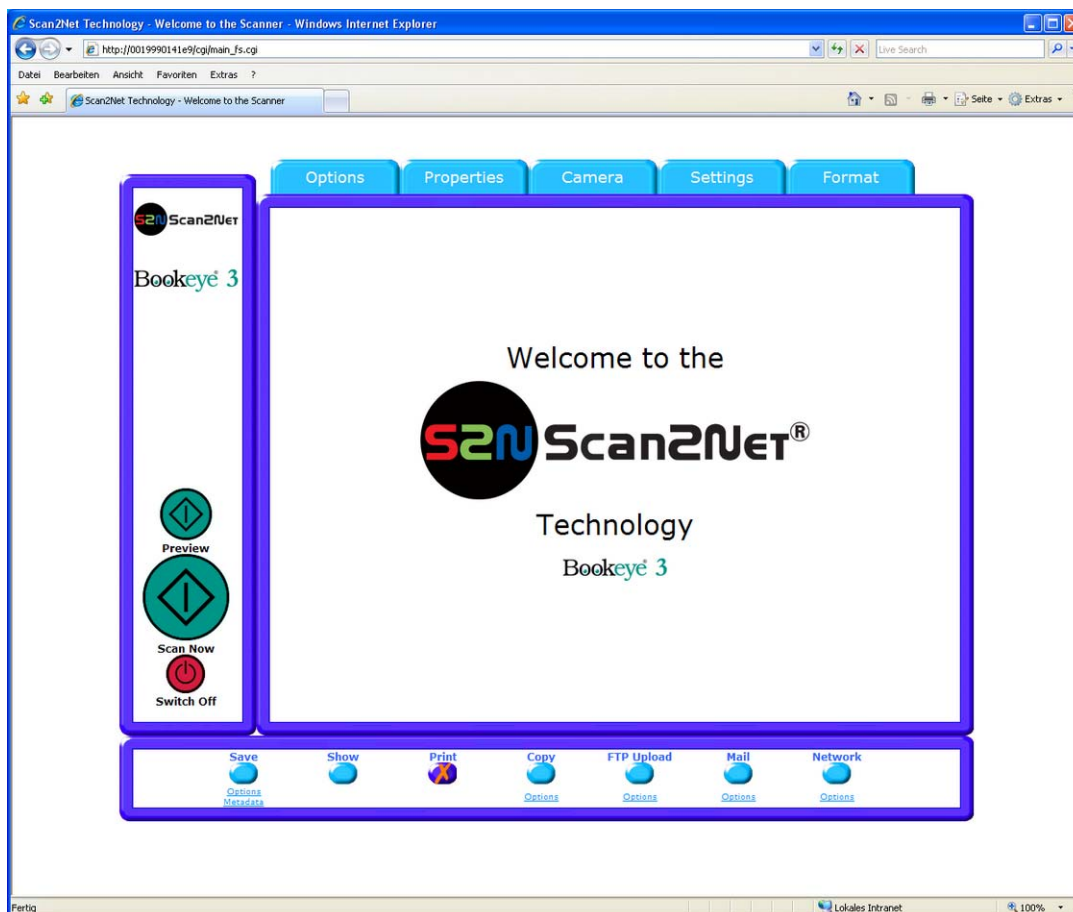 Scan2Net Technology - Welcome to the Scanner - Windows Internet Explorer
http://0019990141e9/cgi/main_fs.cgi
Live Search
Datei Bearbeiten Ansicht Favoriten Extras ?
Scan2Net Technology - Welcome to the Scanner
Seite Extras
Options Properties Camera Settings Format
S2N Scan2Net
Bookeye® 3
Welcome to the
S2N Scan2Net®
Technology
Bookeye® 3
Preview
Scan Now
Switch Off
Save Show Print Copy FTP Upload Mail Network
X
Options Options Options Options Options
Metadata
Fertig Lokales Intranet 100%